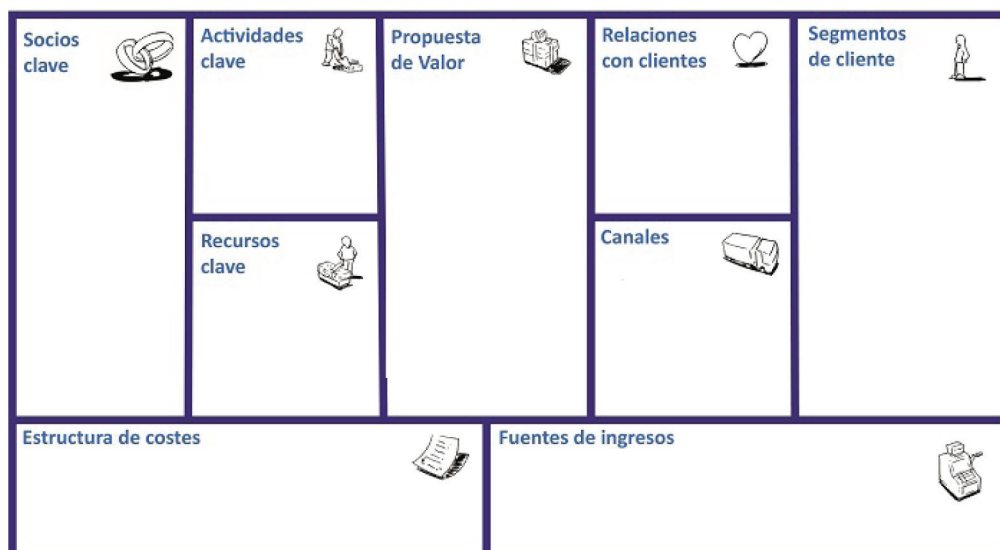 Socios
clave
Actividades
clave
Propuesta
de Valor
Relaciones
con clientes
Segmentos
de cliente
Recursos
clave
Canales
Estructura de costes
Fuentes de ingresos